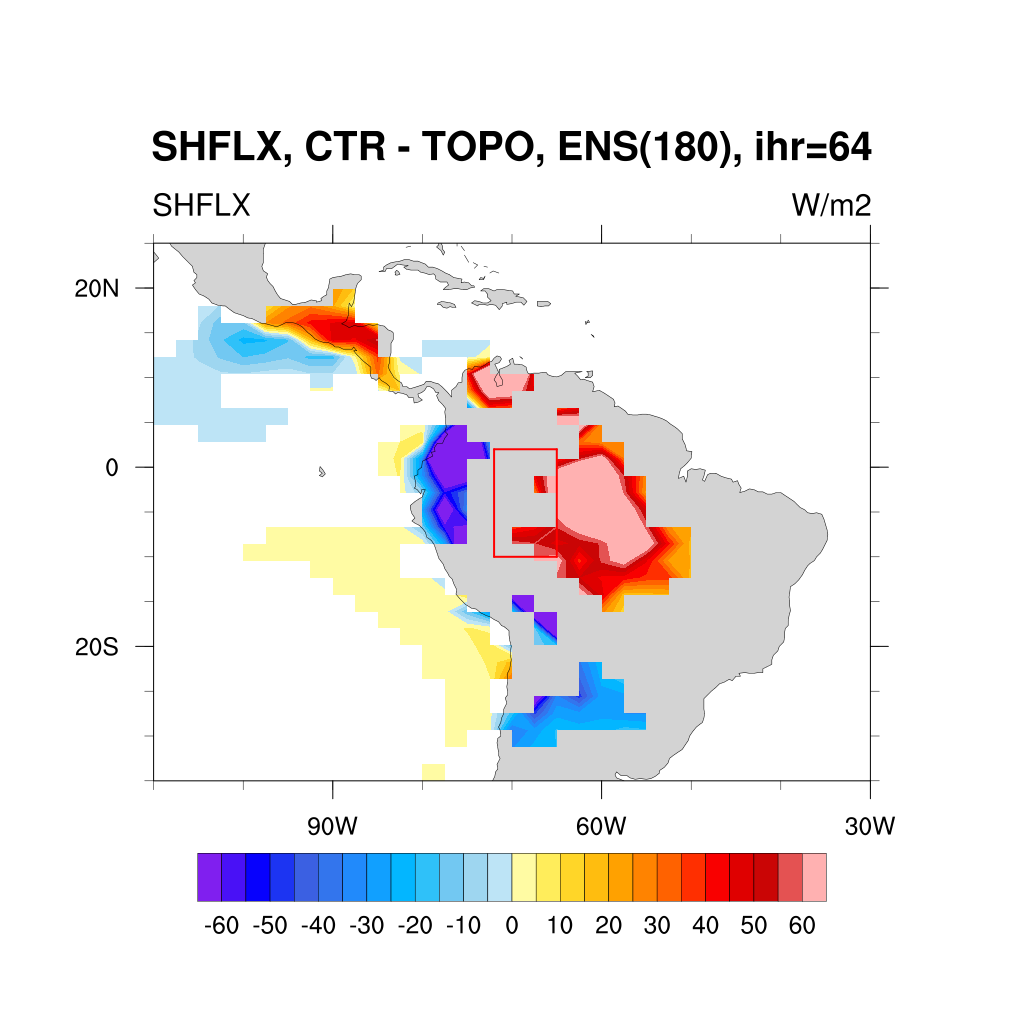 SHFLX, CTR - TOPO, ENS(180), ihr=64
SHFLX W/m2
20N
0
20S
90W 60W 30W
-60 -50 -40 -30 -20 -10 0 10 20 30 40 50 60